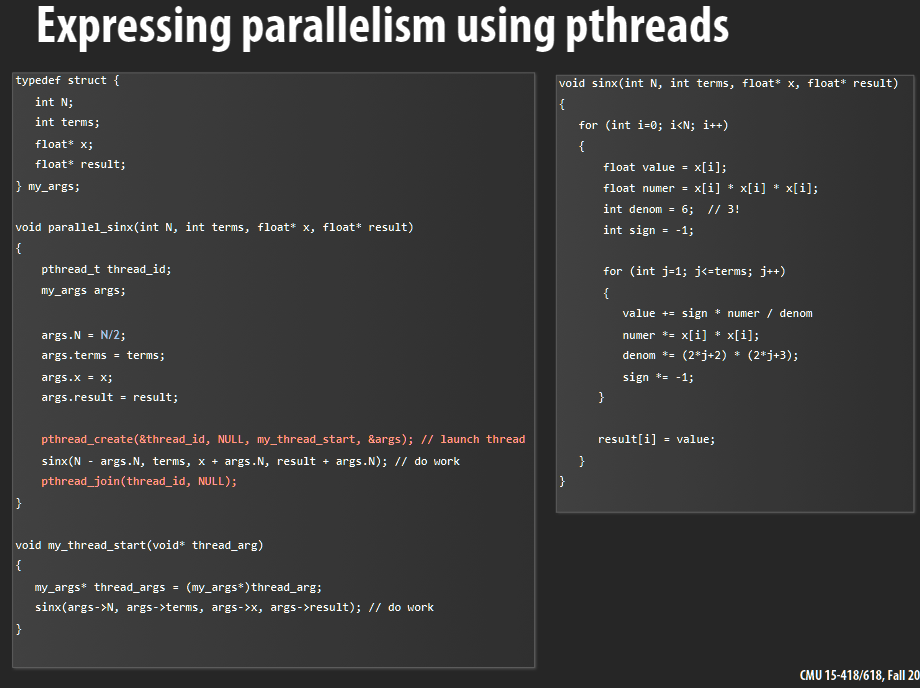 Expressing parallelism using pthreads
typedef struct {
int N;
int terms;
float* x;
float* result;
} my_args;
void parallel_sinx(int N, int terms, float* x, float* result)
{
pthread_t thread_id;
my_args args;
args.N = N/2;
args.terms = terms;
args.x = x;
args.result = result;
pthread_create(&thread_id, NULL, my_thread_start, &args); // launch thread
sinx(N - args.N, terms, x + args.N, result + args.N); // do work
pthread_join(thread_id, NULL);
}
void my_thread_start(void* thread_arg)
{
my_args* thread_args = (my_args*)thread_arg;
sinx(args->N, args->terms, args->x, args->result); // do work
}
void sinx(int N, int terms, float* x, float* result)
{
for (int i=0; i<N; i++)
{
float value = x[i];
float numer = x[i] * x[i] * x[i];
int denom = 6;  // 3!
int sign = -1;
for (int j=1; j<=terms; j++)
{
value += sign * numer / denom
numer *= x[i] * x[i];
denom *= (2*j+2) * (2*j+3);
sign *= -1;
}
result[i] = value;
}
}
CMU 15-418/618, Fall 20